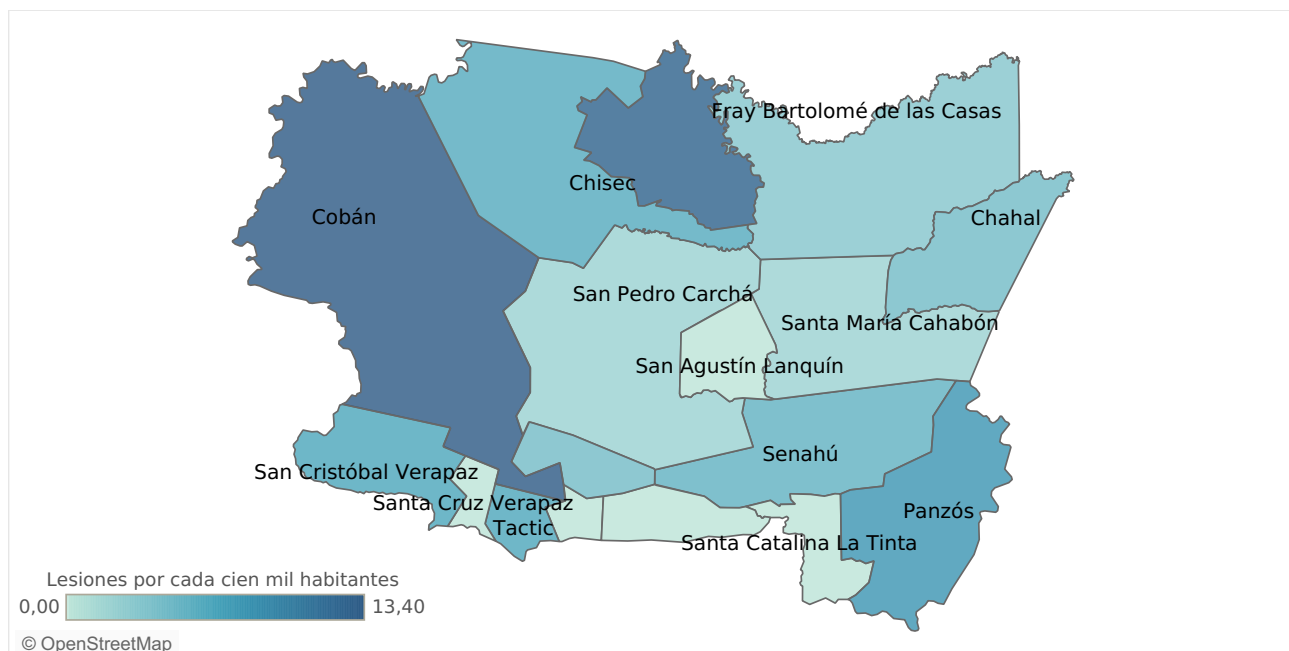 Fray Bartolomé de las Casas
Chisec
Cobán
Chahal
San Pedro Carchá
Santa María Cahabón
San Agustín Lanquín
Senahú
San Cristóbal Verapaz
Santa Cruz Verapaz
Panzós
Tactic
Santa Catalina La Tinta
Lesiones por cada cien mil habitantes
0,00 13,40
© OpenStreetMap